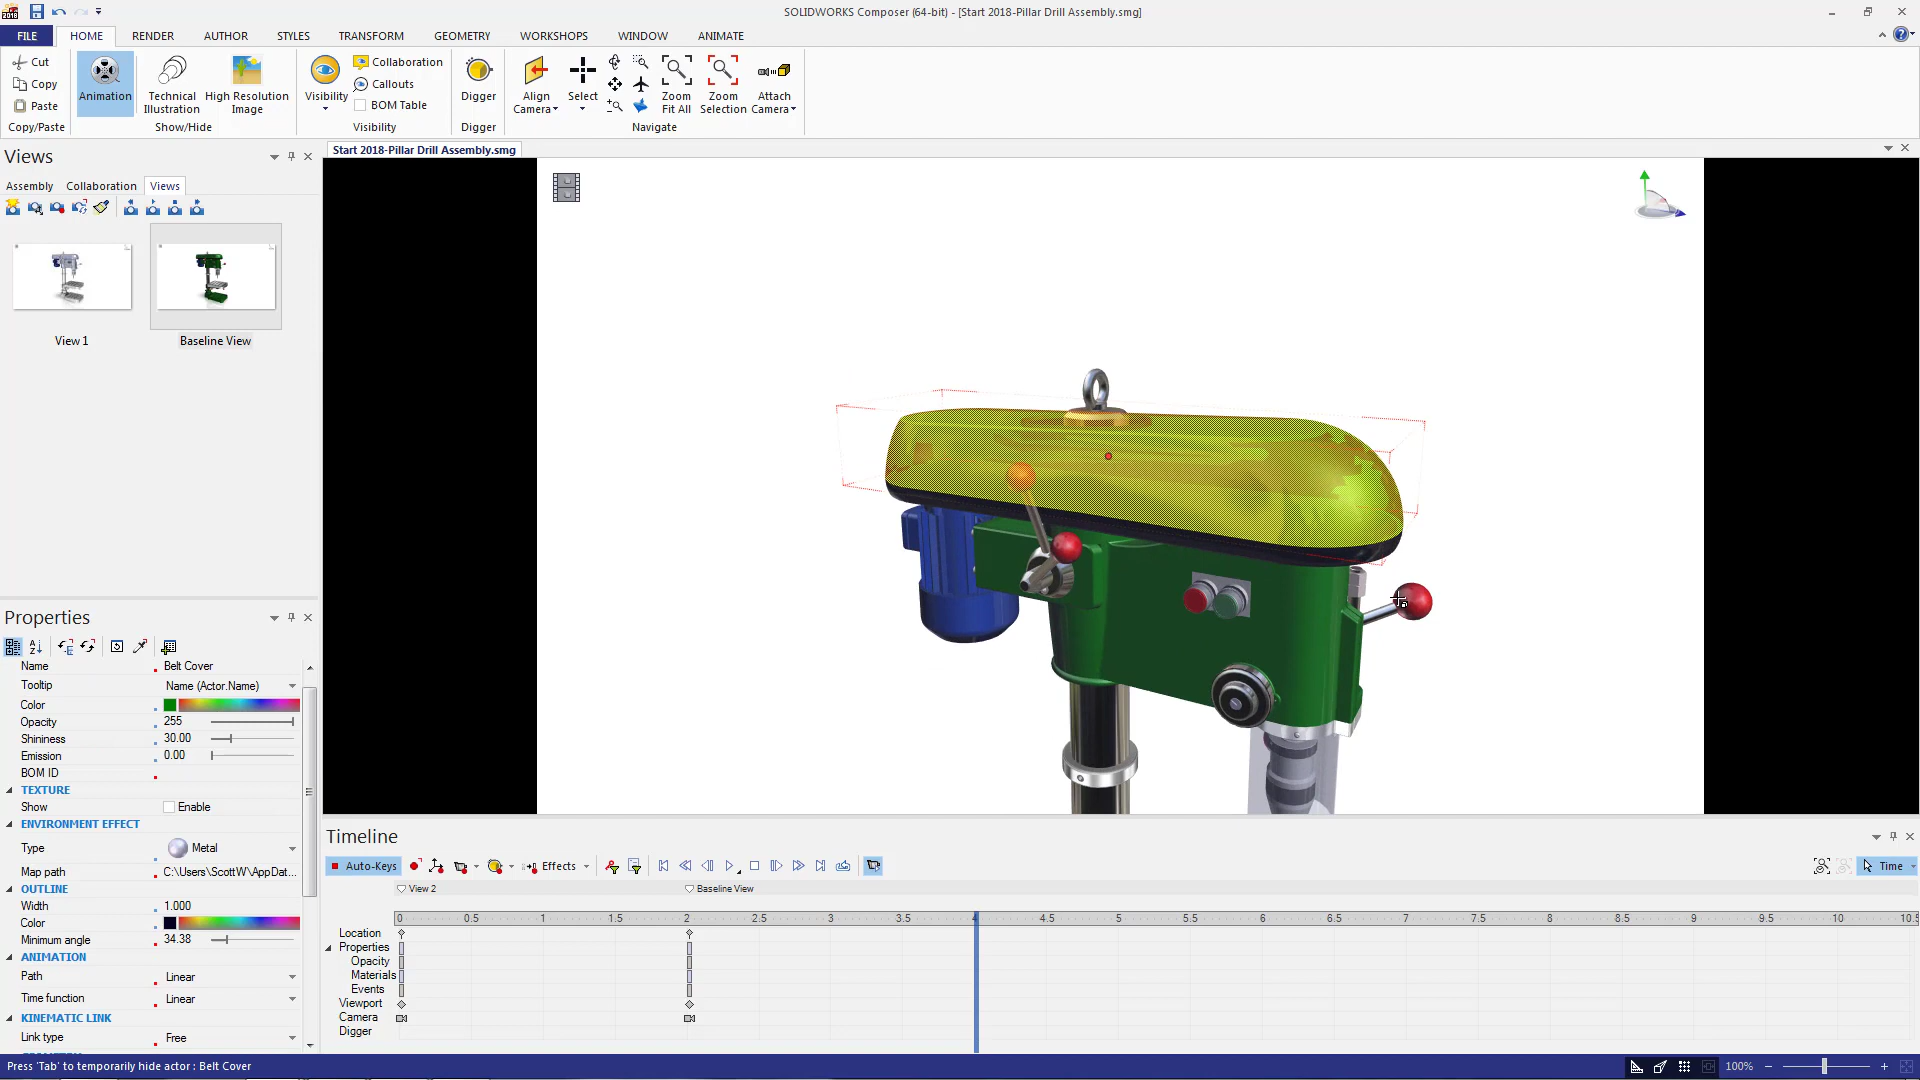 SOLIDWORKS Composer (64-bit) - [Start 2018-Pillar Drill Assembly.smg]
FILE HOME RENDER AUTHOR STYLES TRANSFORM GEOMETRY WORKSHOPS WINDOW ANIMATE
Cut
Copy
Paste
Copy/Paste
Animation
Technical Illustration
High Resolution Image
Show/Hide
Visibility
Collaboration
Callouts
BOM Table
Visibility
Digger
Digger
Align Camera
Select
Zoom Fit All
Zoom Selection
Attach Camera
Navigate
Views
Start 2018-Pillar Drill Assembly.smg
Assembly Collaboration Views
View 1
Baseline View
Properties
Name Belt Cover
Tooltip Name (Actor.Name)
Color
Opacity 255
Shininess 30.00
Emission 0.00
BOM ID
TEXTURE
Show Enable
ENVIRONMENT EFFECT
Type Metal
Map path C:\Users\ScottW\AppDat...
OUTLINE
Width 1.000
Color
Minimum angle 34.38
ANIMATION
Path Linear
Time function Linear
KINEMATIC LINK
Link type Free
Timeline
Auto-Keys
Effects
Time
View 2 Baseline View
0 0.5 1 1.5 2 2.5 3 3.5 4 4.5 5 5.5 6 6.5 7 7.5 8 8.5 9 9.5 10 10.5
Location
Properties
Opacity
Materials
Events
Viewport
Camera
Digger
Press 'Tab' to temporarily hide actor : Belt Cover
100%